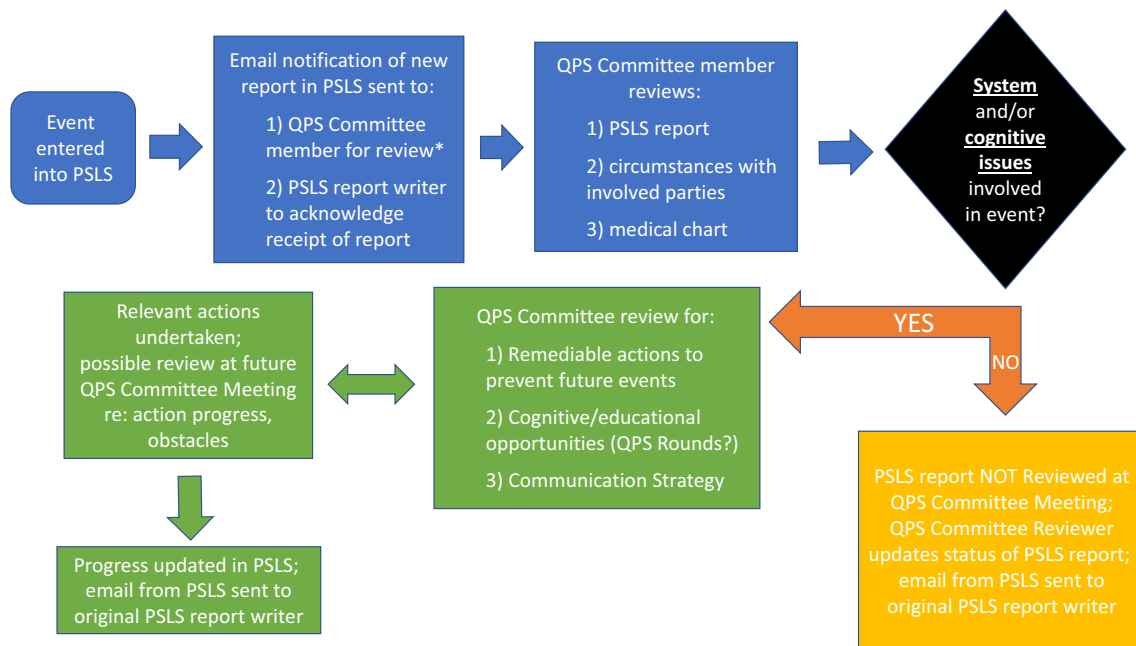 Event
entered
into PSLS
Email notification of new
report in PSLS sent to:
1) QPS Committee
member for review*
2) PSLS report writer
to acknowledge
receipt of report
QPS Committee member
reviews:
1) PSLS report
2) circumstances with
involved parties
3) medical chart
System
and/or
cognitive
issues
involved
in event?
YES
NO
QPS Committee review for:
1) Remediable actions to
prevent future events
2) Cognitive/educational
opportunities (QPS Rounds?)
3) Communication Strategy
Relevant actions
undertaken;
possible review at future
QPS Committee Meeting
re: action progress,
obstacles
Progress updated in PSLS;
email from PSLS sent to
original PSLS report writer
PSLS report NOT Reviewed at
QPS Committee Meeting;
QPS Committee Reviewer
updates status of PSLS report;
email from PSLS sent to
original PSLS report writer